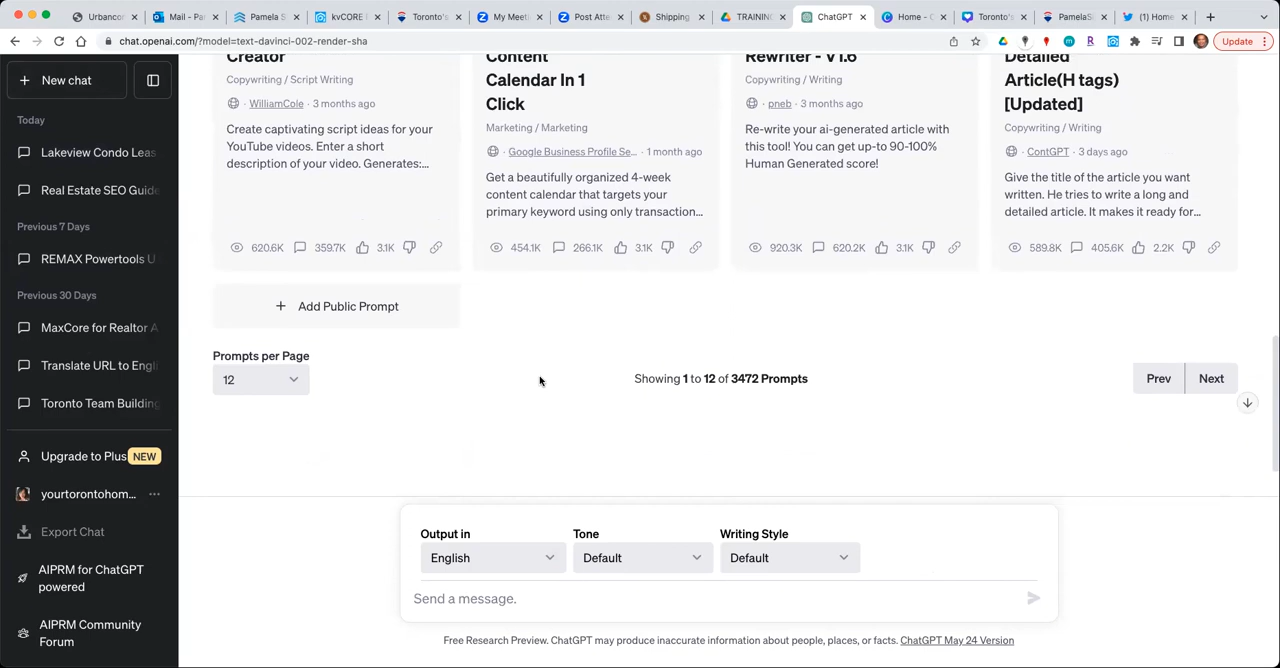 Urbancor
Mail - Pa
Pamela S
kvCORE
Toronto's
My Meeti
Post Atte
Shipping
TRAINING
ChatGPT
Home - C
Toronto's
PamelaS
(1) Home
chat.openai.com/?model=text-davinci-002-render-sha
Update
New chat
Today
Lakeview Condo Leas
Real Estate SEO Guide
Previous 7 Days
REMAX Powertools U
Previous 30 Days
MaxCore for Realtor A
Translate URL to Engli
Toronto Team Building
Upgrade to Plus NEW
yourtorontohom... ...
Export Chat
AIPRM for ChatGPT
powered
AIPRM Community
Forum
Creator
Copywriting / Script Writing
· WilliamCole · 3 months ago
Create captivating script ideas for your
YouTube videos. Enter a short
description of your video. Generates:...
620.6K 359.7K 3.1K
Content
Calendar In 1
Click
Marketing / Marketing
· Google Business Profile Se... · 1 month ago
Get a beautifully organized 4-week
content calendar that targets your
primary keyword using only transaction...
454.1K 266.1K 3.1K
Rewriter - V1.6
Copywriting / Writing
· pneb · 3 months ago
Re-write your ai-generated article with
this tool! You can get up-to 90-100%
Human Generated score!
920.3K 620.2K 3.1K
Detailed
Article(H tags)
[Updated]
Copywriting / Writing
· ContGPT · 3 days ago
Give the title of the article you want
written. He tries to write a long and
detailed article. It makes it ready for...
589.8K 405.6K 2.2K
+ Add Public Prompt
Prompts per Page
12
Showing 1 to 12 of 3472 Prompts
Prev Next
Output in Tone Writing Style
English Default Default
Send a message.
Free Research Preview. ChatGPT may produce inaccurate information about people, places, or facts. ChatGPT May 24 Version